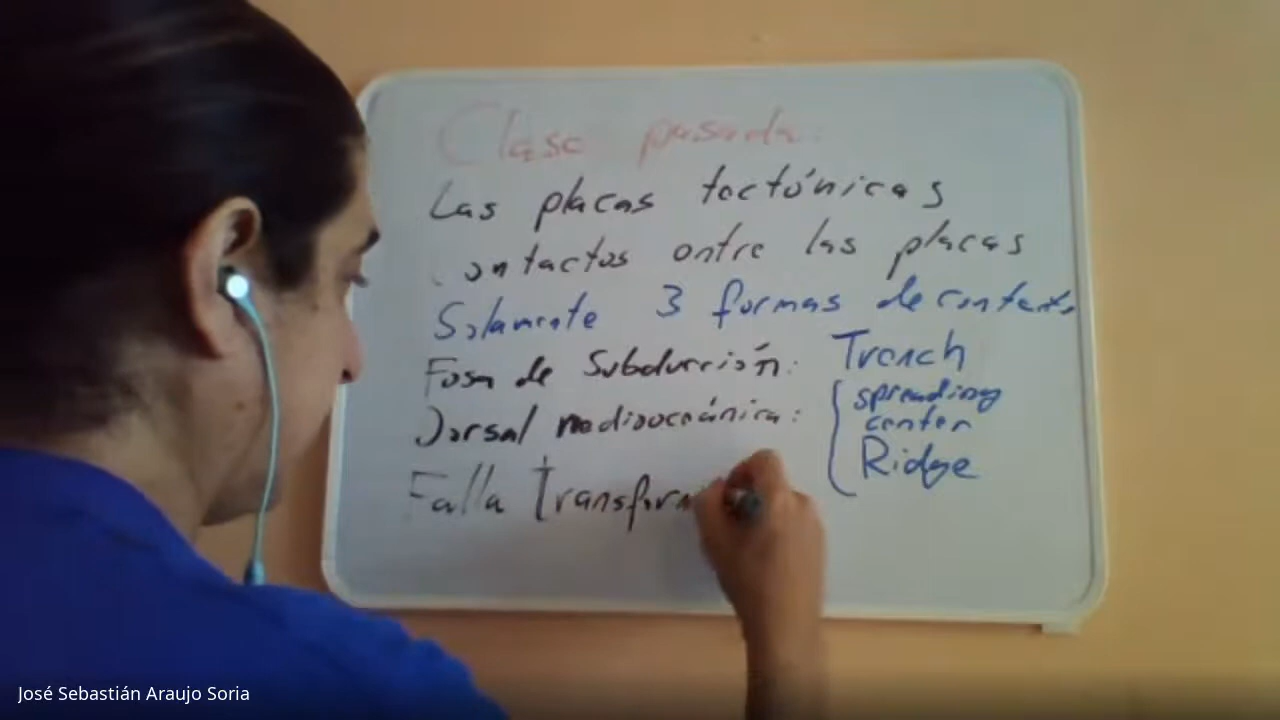 Clase pasada:
Las placas tectónicas
Contactos entre las placas
Solamente 3 formas de contacto
Fosa de Subducción: Trench
Dorsal mediooceánica: spreading
center
Ridge
Falla Transform
José Sebastián Araujo Soria